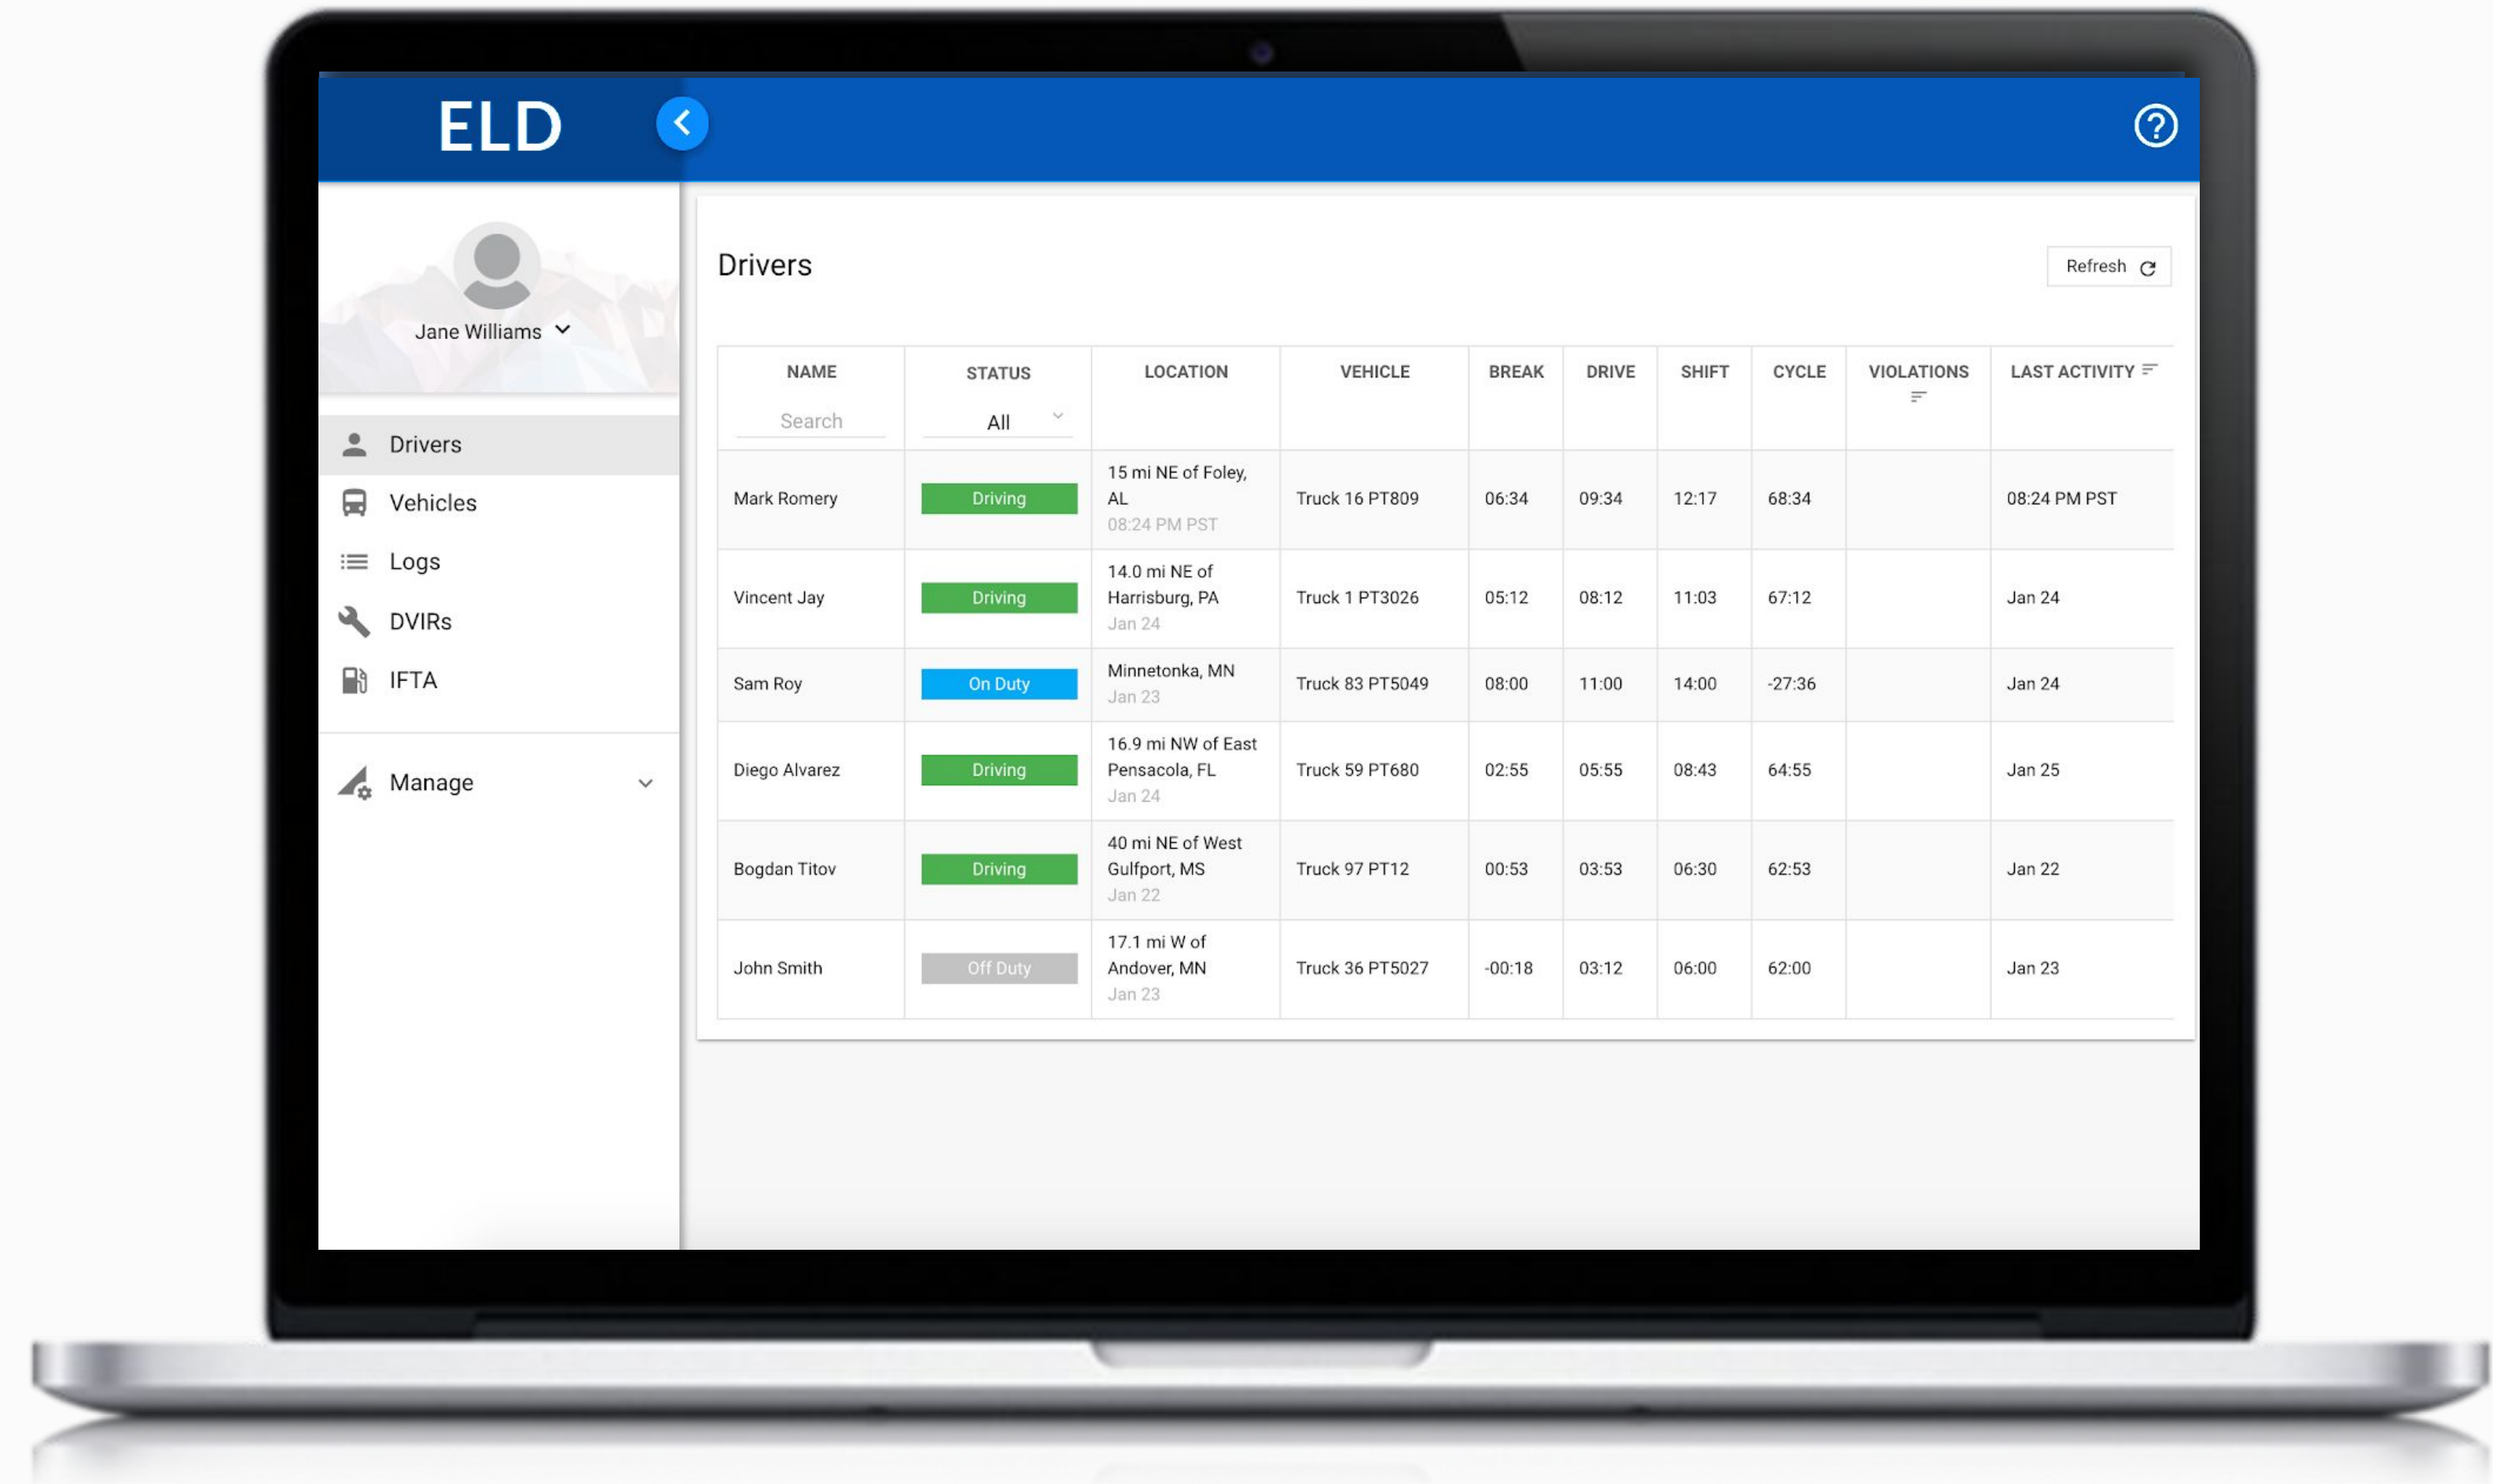 ELD
Jane Williams
Drivers
Vehicles
Logs
DVIRs
IFTA
Manage
Drivers
Refresh
NAME STATUS LOCATION VEHICLE BREAK DRIVE SHIFT CYCLE VIOLATIONS LAST ACTIVITY
Search All
Mark Romery Driving 15 mi NE of Foley, Truck 16 PT809 06:34 09:34 12:17 68:34 08:24 PM PST
AL
08:24 PM PST
Vincent Jay Driving 14.0 mi NE of Truck 1 PT3026 05:12 08:12 11:03 67:12 Jan 24
Harrisburg, PA
Jan 24
Sam Roy On Duty Minnetonka, MN Truck 83 PT5049 08:00 11:00 14:00 -27:36 Jan 24
Jan 23
Diego Alvarez Driving 16.9 mi NW of East Truck 59 PT680 02:55 05:55 08:43 64:55 Jan 25
Pensacola, FL
Jan 24
Bogdan Titov Driving 40 mi NE of West Truck 97 PT12 00:53 03:53 06:30 62:53 Jan 22
Gulfport, MS
Jan 22
John Smith Off Duty 17.1 mi W of Truck 36 PT5027 -00:18 03:12 06:00 62:00 Jan 23
Andover, MN
Jan 23